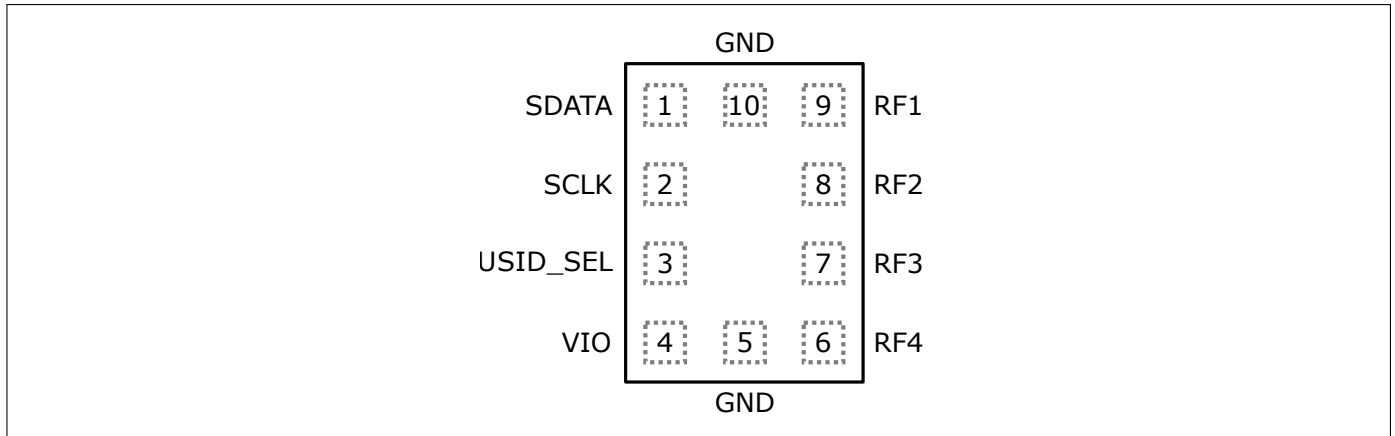 GND
SDATA 1 10 9 RF1
SCLK 2 8 RF2
USID_SEL 3 7 RF3
VIO 4 5 6 RF4
GND